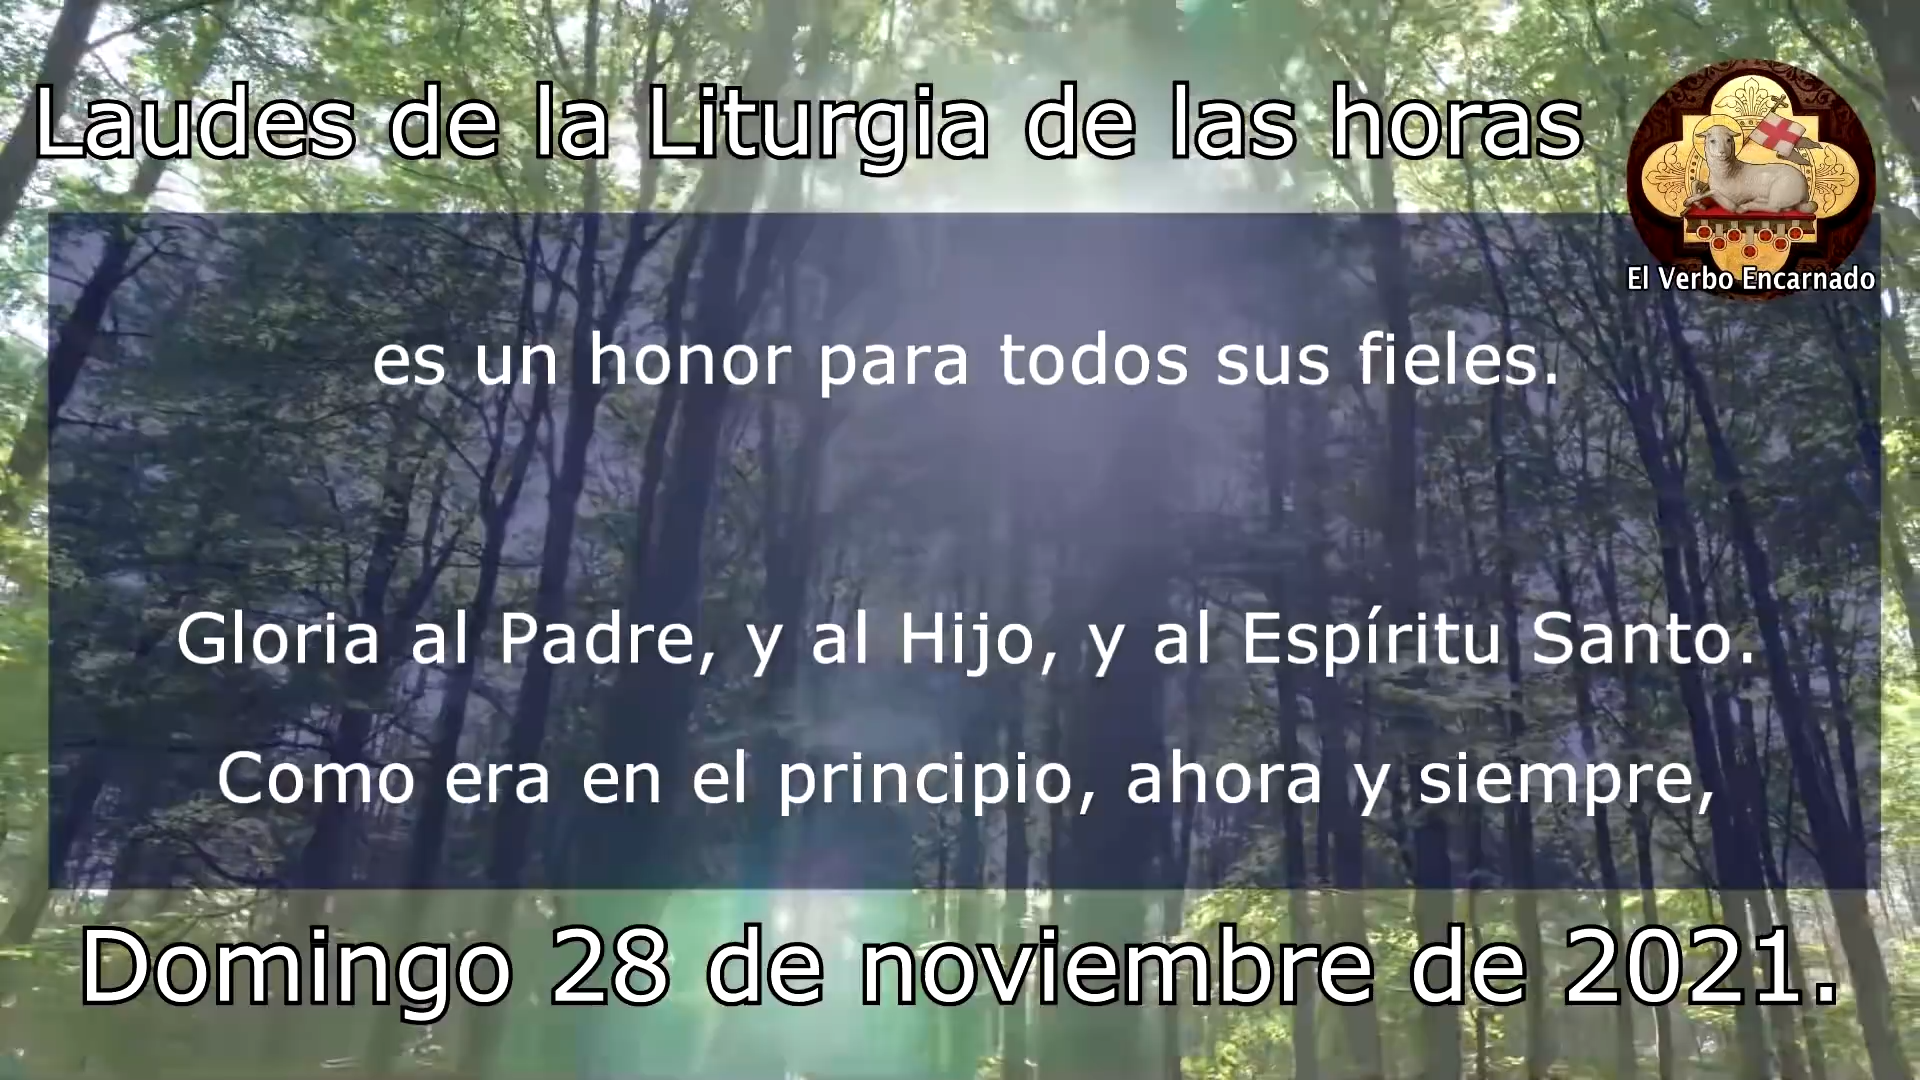 Laudes de la Liturgia de las horas
El Verbo Encarnado
es un honor para todos sus fieles.
Gloria al Padre, y al Hijo, y al Espíritu Santo.
Como era en el principio, ahora y siempre,
Domingo 28 de noviembre de 2021.